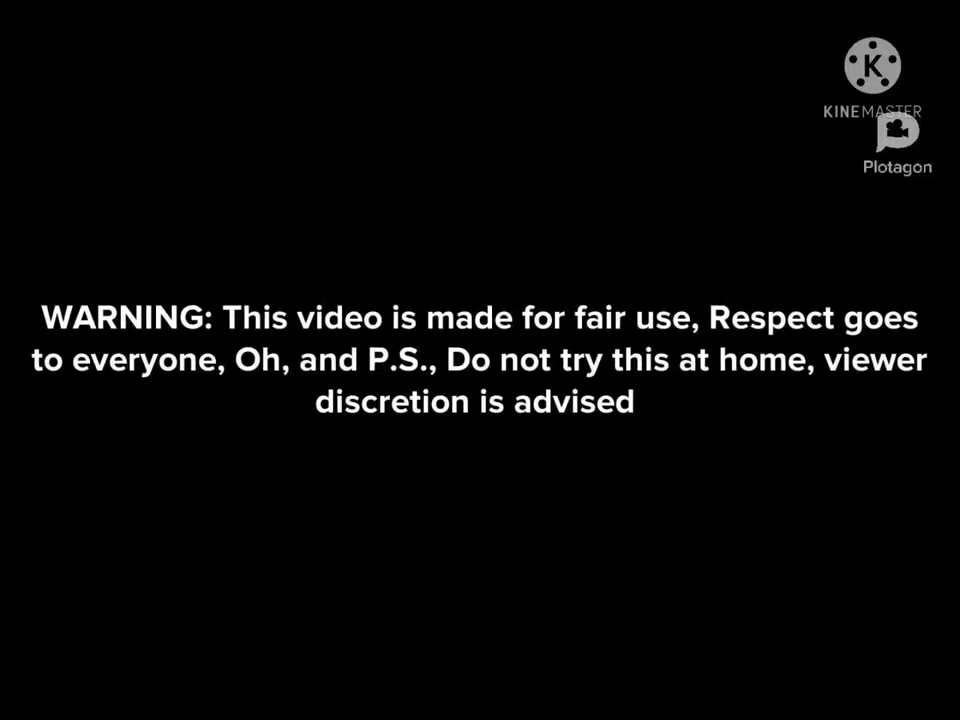 KINEMASTER
Plotagon
WARNING: This video is made for fair use, Respect goes
to everyone, Oh, and P.S., Do not try this at home, viewer
discretion is advised